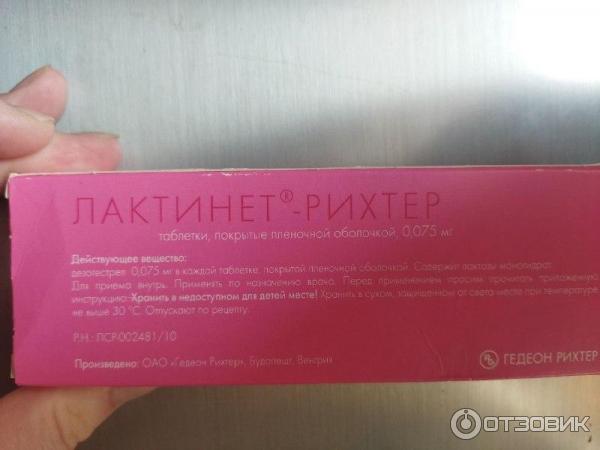 ЛАКТИНЕТ®-РИХТЕР
таблетки, покрытые пленочной оболочкой, 0,075 мг
Действующее вещество:
дезогестрел 0,075 мг в каждой таблетке, покрытой пленочной оболочкой. Содержит лактозы моногидрат.
Для приема внутрь. Применять по назначению врача. Перед применением просим прочитать приложенную
инструкцию. Хранить в недоступном для детей месте! Хранить в сухом, защищенном от света месте при температуре
не выше 30 °C. Отпускают по рецепту.
Р.Н.: ЛСР-002481/10
Произведено: ОАО «Гедеон Рихтер», Будапешт, Венгрия
ГЕДЕОН РИХТЕР
ОТЗОВИК